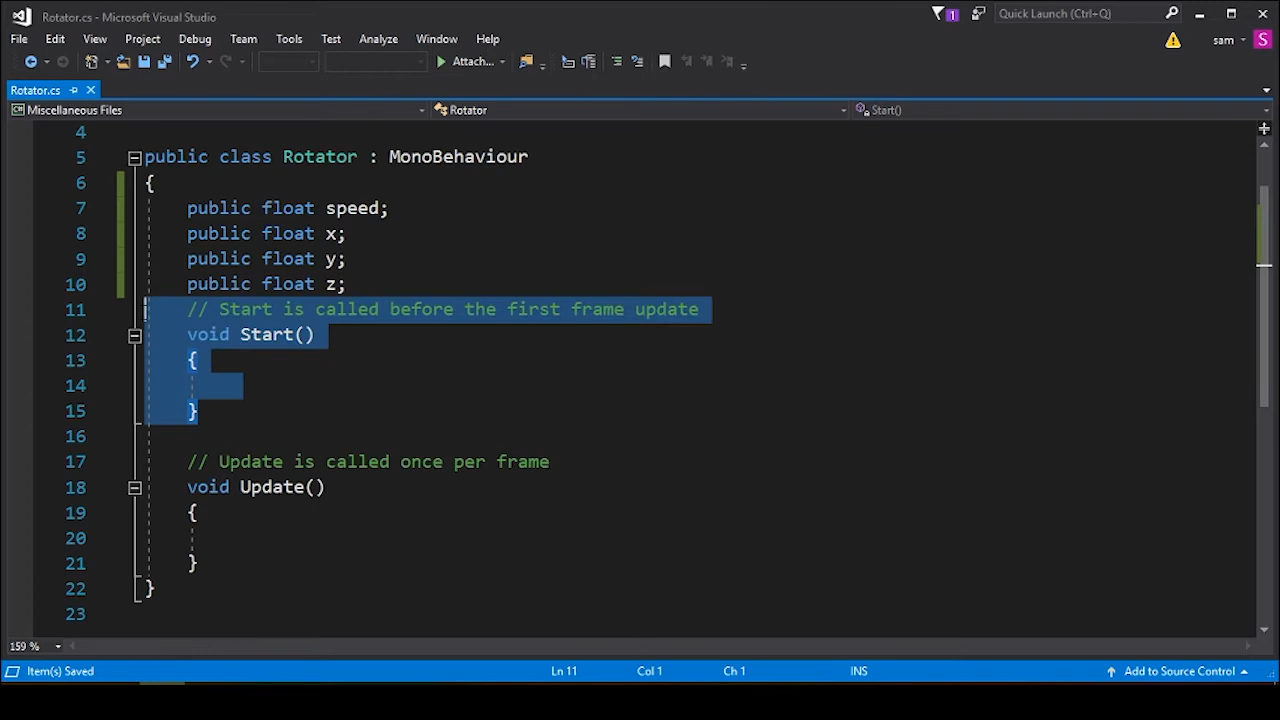 Rotator.cs - Microsoft Visual Studio
1
Quick Launch (Ctrl+Q)
File Edit View Project Debug Team Tools Test Analyze Window Help
sam S
Attach...
Rotator.cs
Miscellaneous Files
Rotator
Start()
4
5 public class Rotator : MonoBehaviour
6 {
7 public float speed;
8 public float x;
9 public float y;
10 public float z;
11 // Start is called before the first frame update
12 void Start()
13 {
14
15 }
16
17 // Update is called once per frame
18 void Update()
19 {
20
21 }
22 }
23
159 %
Item(s) Saved
Ln 11
Col 1
Ch 1
INS
Add to Source Control